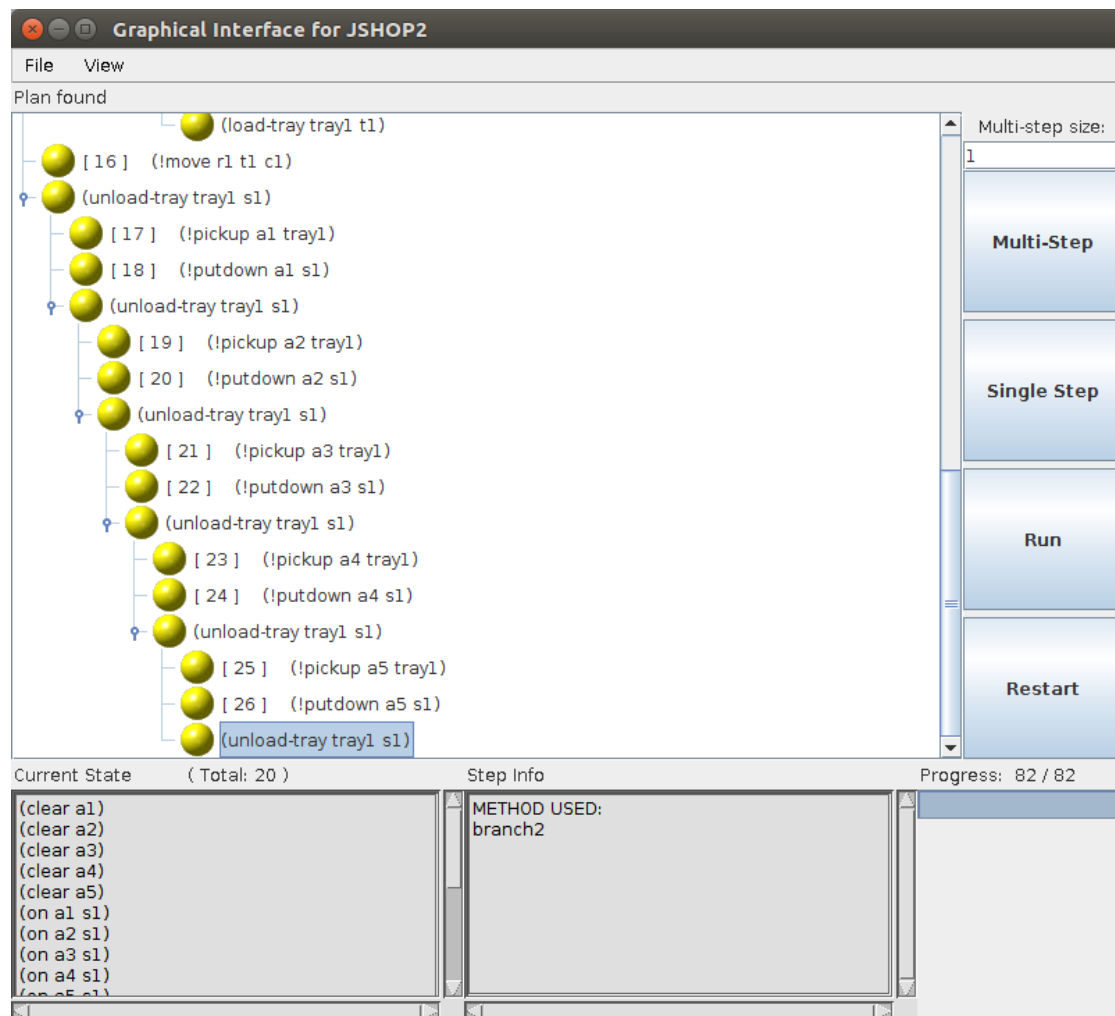 Graphical Interface for JSHOP2
File View
Plan found
(load-tray tray1 t1)
[ 16 ] (!move r1 t1 c1)
(unload-tray tray1 s1)
[ 17 ] (!pickup a1 tray1)
[ 18 ] (!putdown a1 s1)
(unload-tray tray1 s1)
[ 19 ] (!pickup a2 tray1)
[ 20 ] (!putdown a2 s1)
(unload-tray tray1 s1)
[ 21 ] (!pickup a3 tray1)
[ 22 ] (!putdown a3 s1)
(unload-tray tray1 s1)
[ 23 ] (!pickup a4 tray1)
[ 24 ] (!putdown a4 s1)
(unload-tray tray1 s1)
[ 25 ] (!pickup a5 tray1)
[ 26 ] (!putdown a5 s1)
(unload-tray tray1 s1)
Multi-step size:
1
Multi-Step
Single Step
Run
Restart
Current State ( Total: 20 )
(clear a1)
(clear a2)
(clear a3)
(clear a4)
(clear a5)
(on a1 s1)
(on a2 s1)
(on a3 s1)
(on a4 s1)
(on a5 s1)
Step Info
METHOD USED:
branch2
Progress: 82 / 82